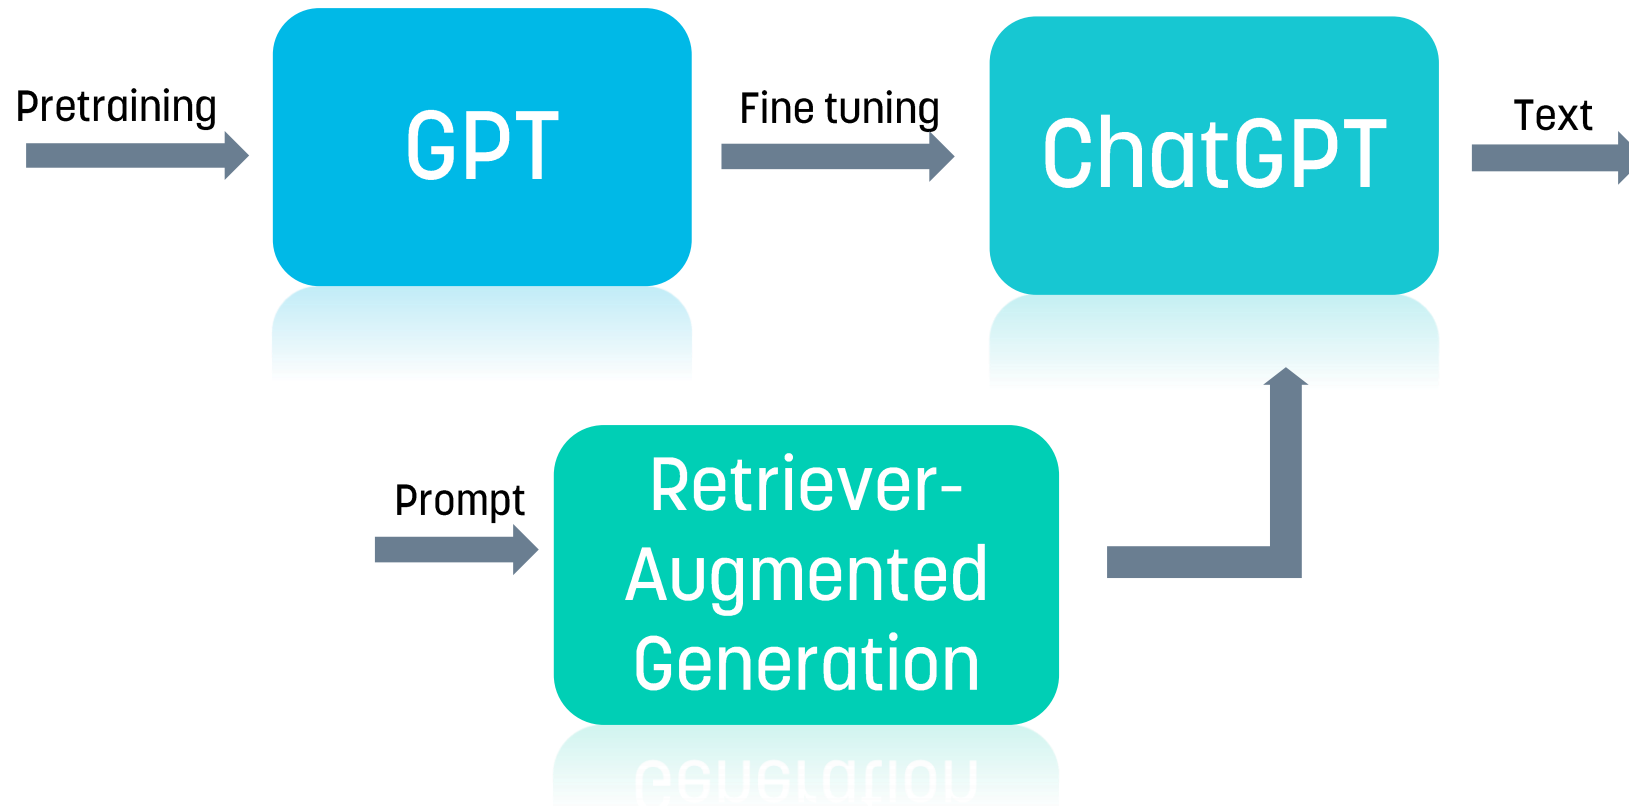 Pretraining
GPT
Fine tuning
ChatGPT
Text
Prompt
Retriever-
Augmented
Generation